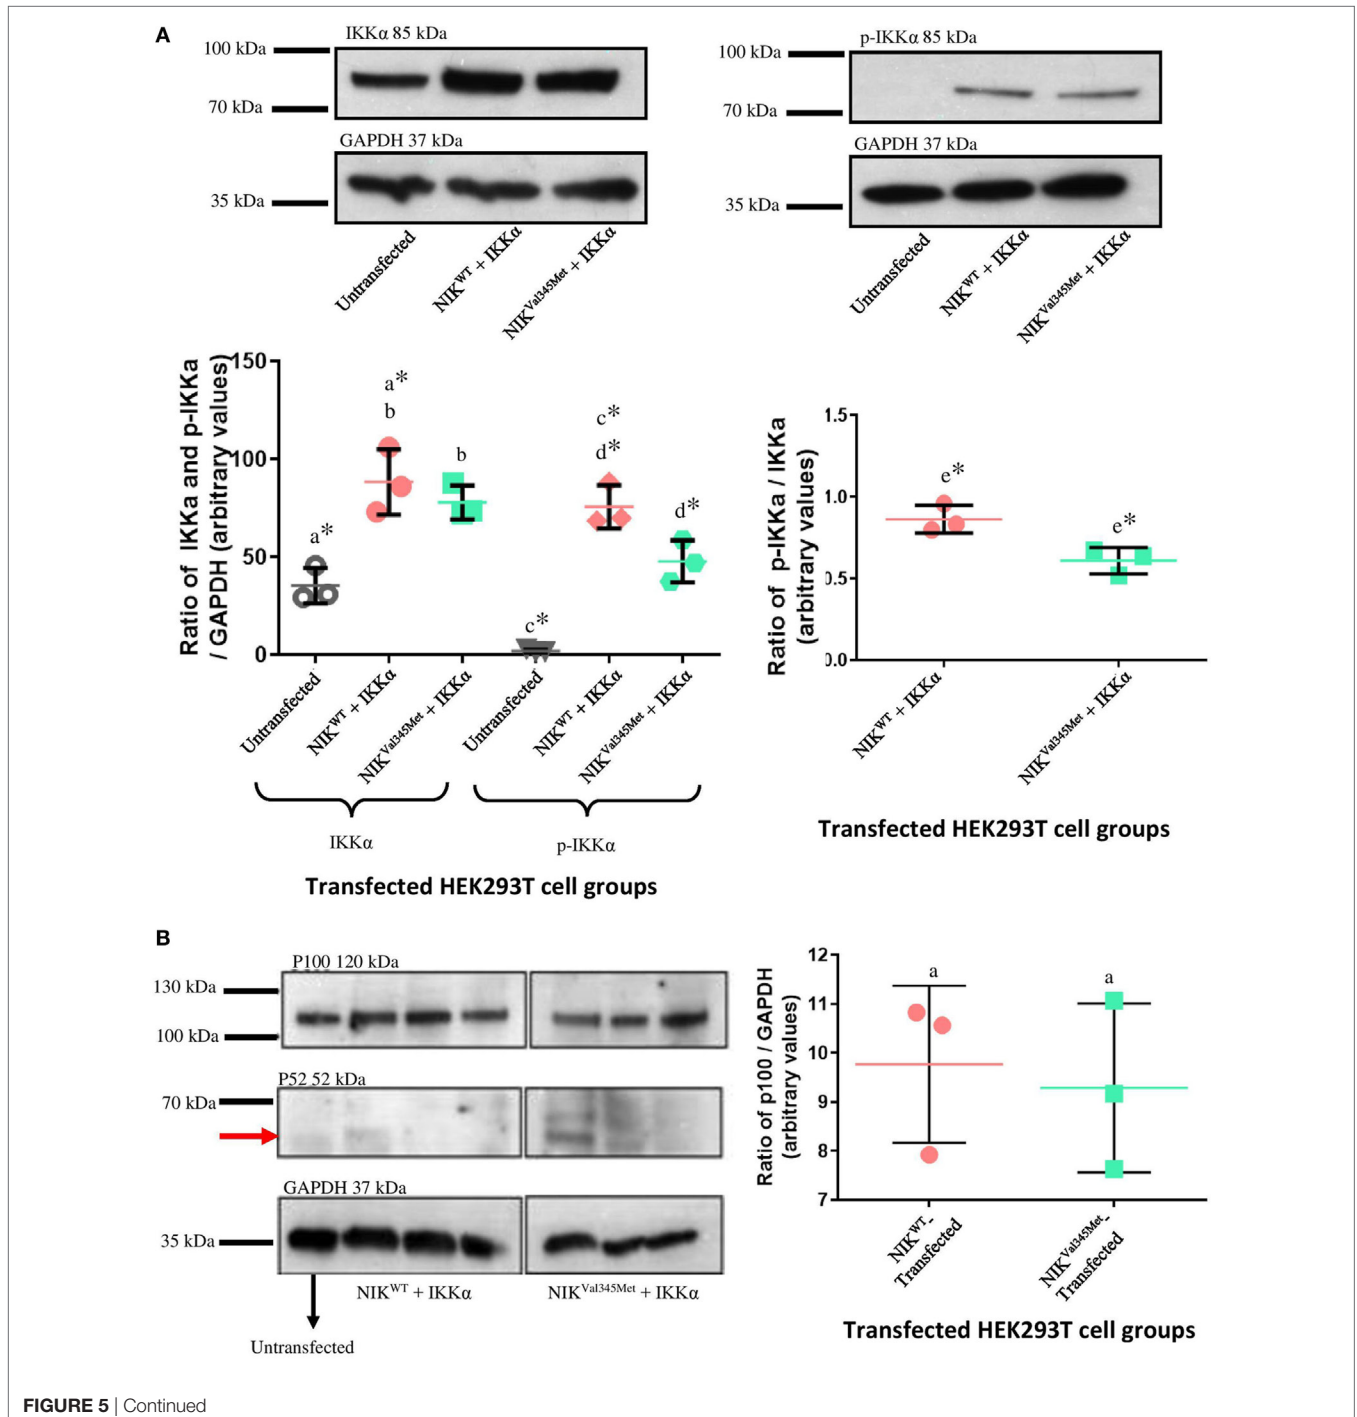 A
IKKα 85 kDa
100 kDa
70 kDa
GAPDH 37 kDa
35 kDa
Untransfected
NIKWT + IKKα
NIKVal345Met + IKKα
p-IKKα 85 kDa
100 kDa
70 kDa
GAPDH 37 kDa
35 kDa
Untransfected
NIKWT + IKKα
NIKVal345Met + IKKα
Ratio of IKKa and p-IKKa
/ GAPDH (arbitrary values)
150
100
50
0
a*
a*
b
b
c*
c*
d*
d*
Untransfected
NIKWT + IKKα
NIKVal345Met + IKKα
Untransfected
NIKWT + IKKα
NIKVal345Met + IKKα
IKKα
p-IKKα
Transfected HEK293T cell groups
Ratio of p-IKKa / IKKa
(arbitrary values)
1.5
1.0
0.5
0.0
e*
e*
NIKWT + IKKα
NIKVal345Met + IKKα
Transfected HEK293T cell groups
B
P100 120 kDa
130 kDa
100 kDa
P52 52 kDa
70 kDa
GAPDH 37 kDa
35 kDa
NIKWT + IKKα
NIKVal345Met + IKKα
Untransfected
Ratio of p100 / GAPDH
(arbitrary values)
12
11
10
9
8
7
a
a
NIKWT-
Transfected
NIKVal345Met-
Transfected
Transfected HEK293T cell groups
FIGURE 5 | Continued